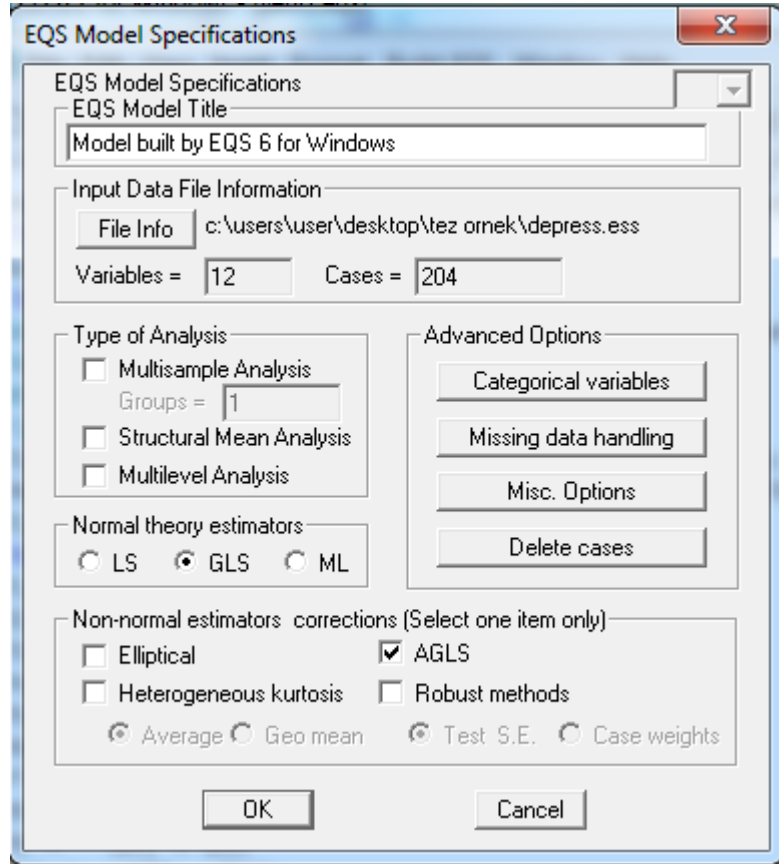 EQS Model Specifications
EQS Model Specifications
EQS Model Title
Model built by EQS 6 for Windows
Input Data File Information
File Info c:\users\user\desktop\tez ornek\depress.ess
Variables = 12 Cases = 204
Type of Analysis
Multisample Analysis
Groups = 1
Structural Mean Analysis
Multilevel Analysis
Advanced Options
Categorical variables
Missing data handling
Misc. Options
Delete cases
Normal theory estimators
LS GLS ML
Non-normal estimators corrections (Select one item only)
Elliptical AGLS
Heterogeneous kurtosis Robust methods
Average Geo mean Test S.E. Case weights
OK Cancel